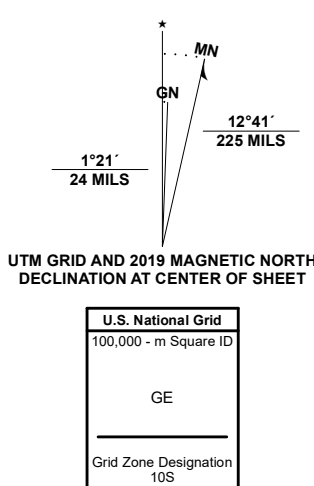 ★
MN
GN
12°41´
225 MILS
1°21´
24 MILS
UTM GRID AND 2019 MAGNETIC NORTH
DECLINATION AT CENTER OF SHEET
U.S. National Grid
100,000 - m Square ID
GE
Grid Zone Designation
10S